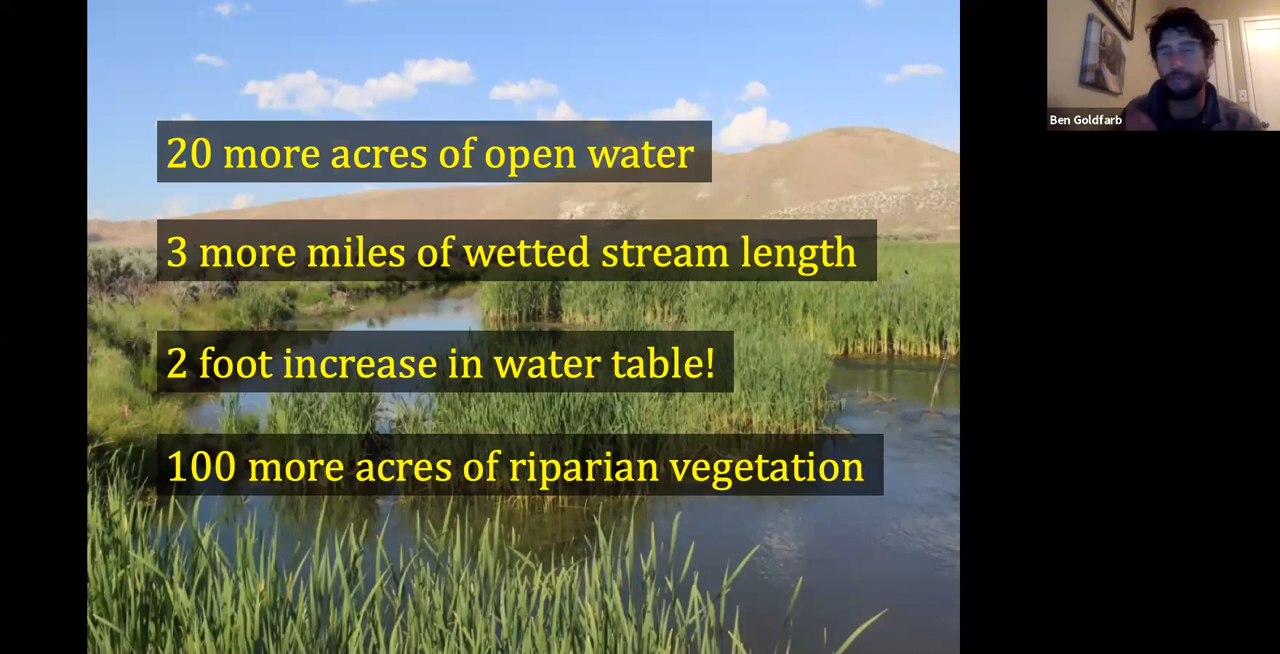 20 more acres of open water
3 more miles of wetted stream length
2 foot increase in water table!
100 more acres of riparian vegetation
Ben Goldfarb